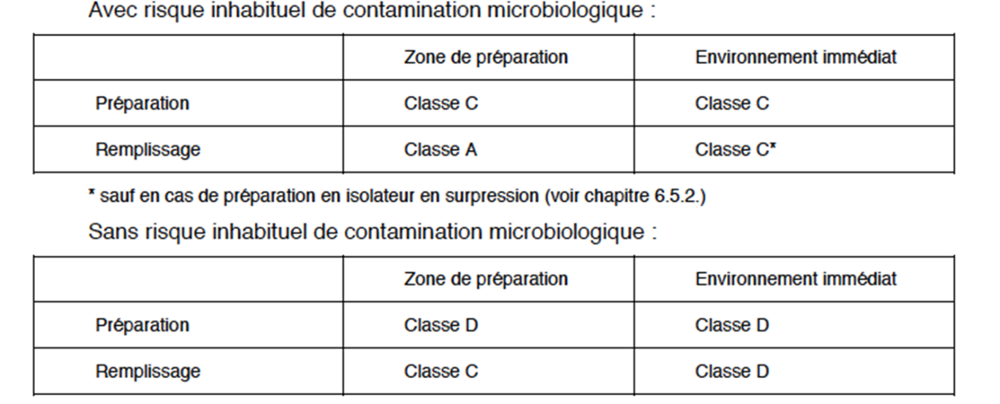 Avec risque inhabituel de contamination microbiologique :
Zone de préparation Environnement immédiat
Préparation Classe C Classe C
Remplissage Classe A Classe C*
* sauf en cas de préparation en isolateur en surpression (voir chapitre 6.5.2.)
Sans risque inhabituel de contamination microbiologique :
Zone de préparation Environnement immédiat
Préparation Classe D Classe D
Remplissage Classe C Classe D